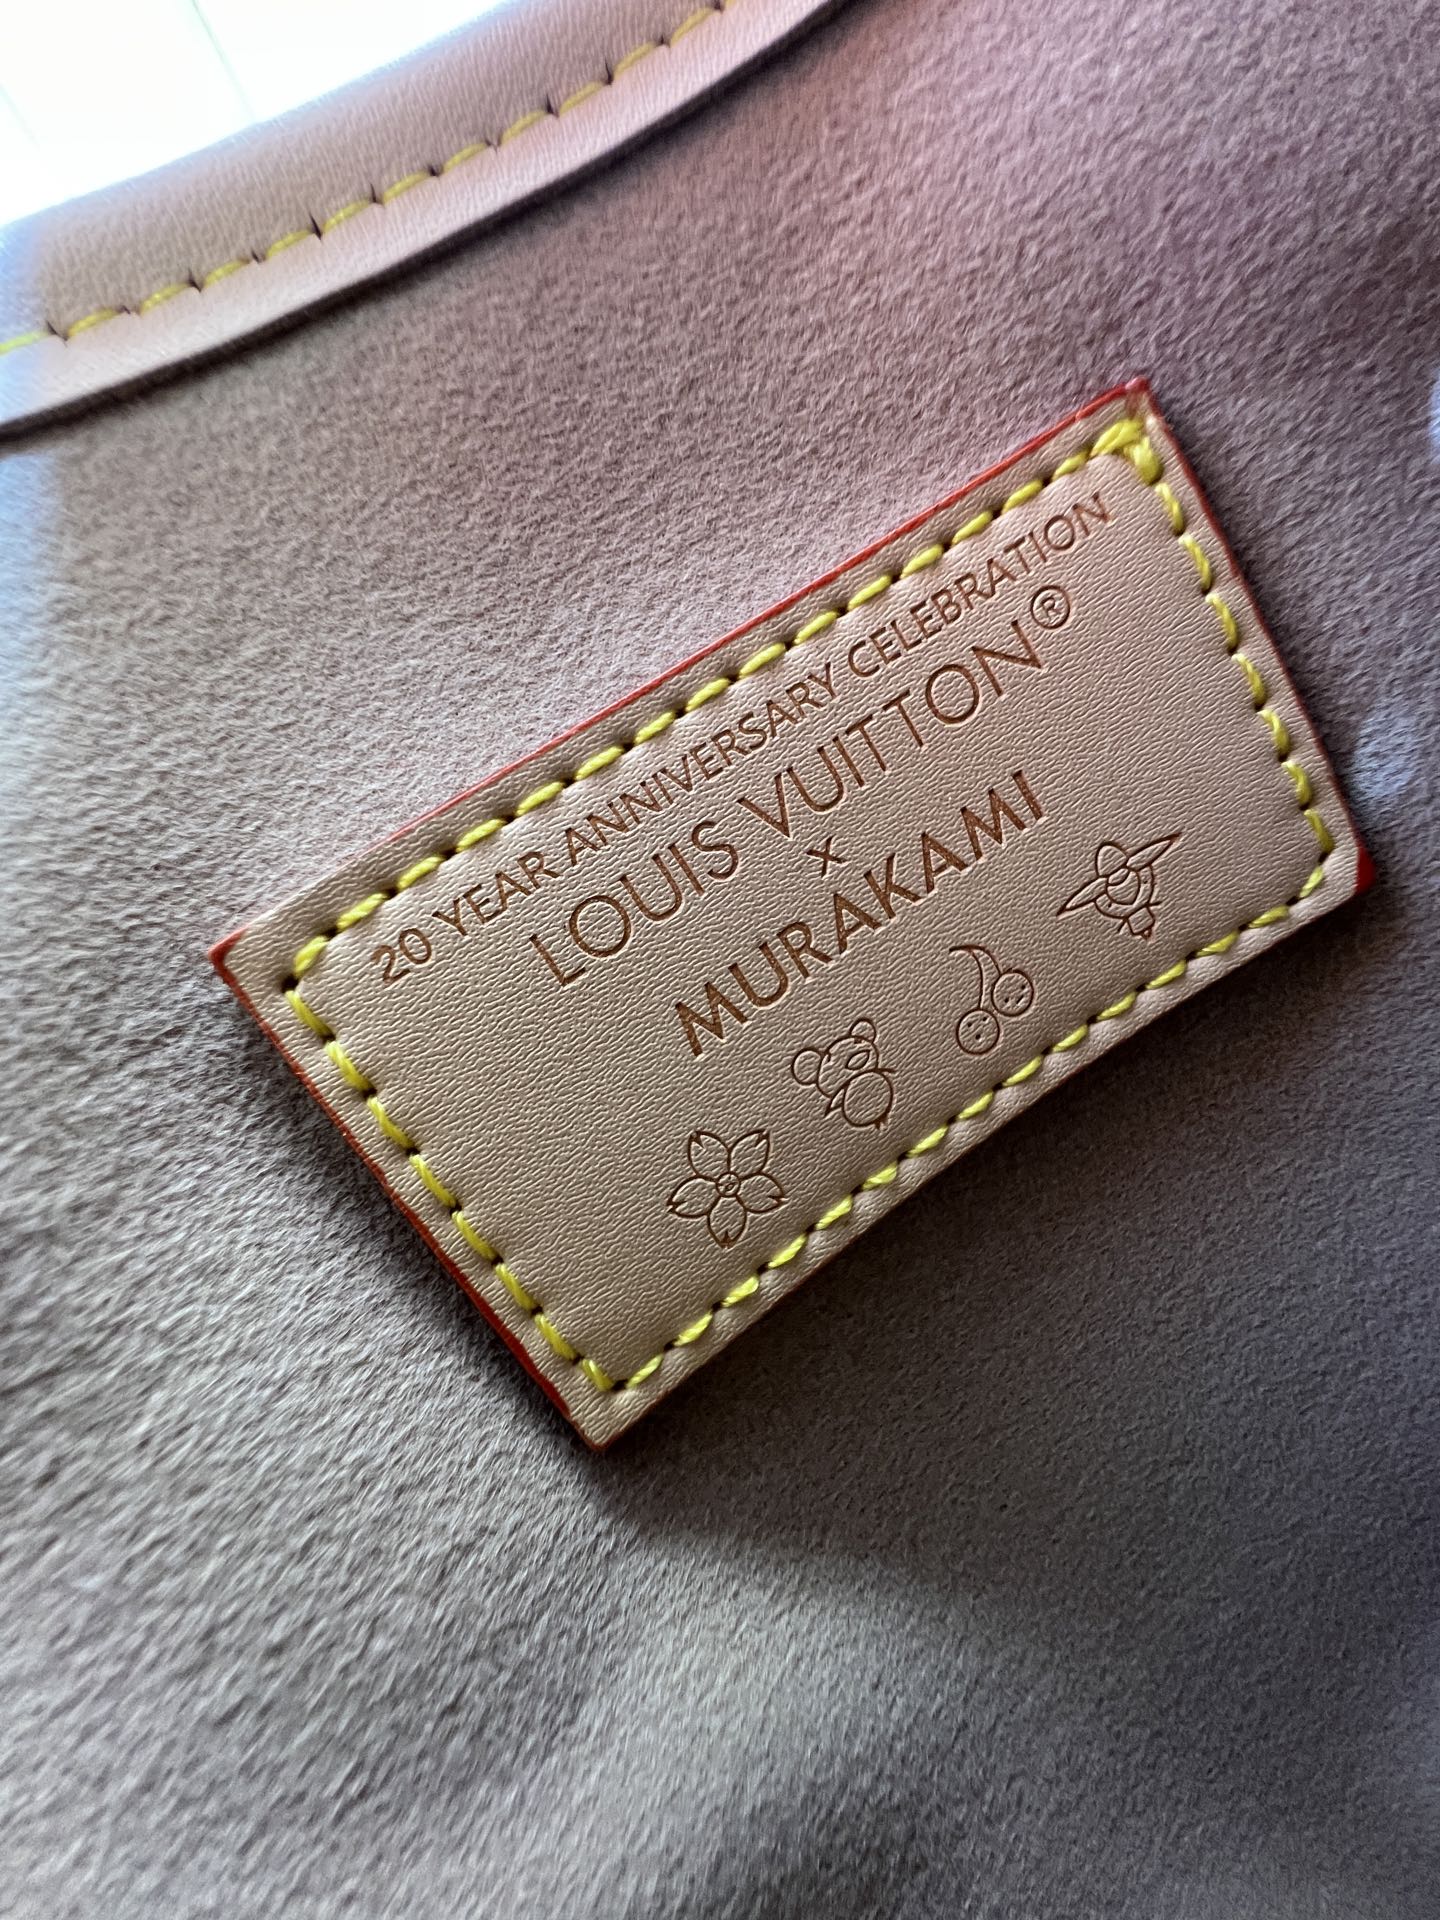 20 YEAR ANNIVERSARY CELEBRATION
LOUIS VUITTON®
x
MURAKAMI